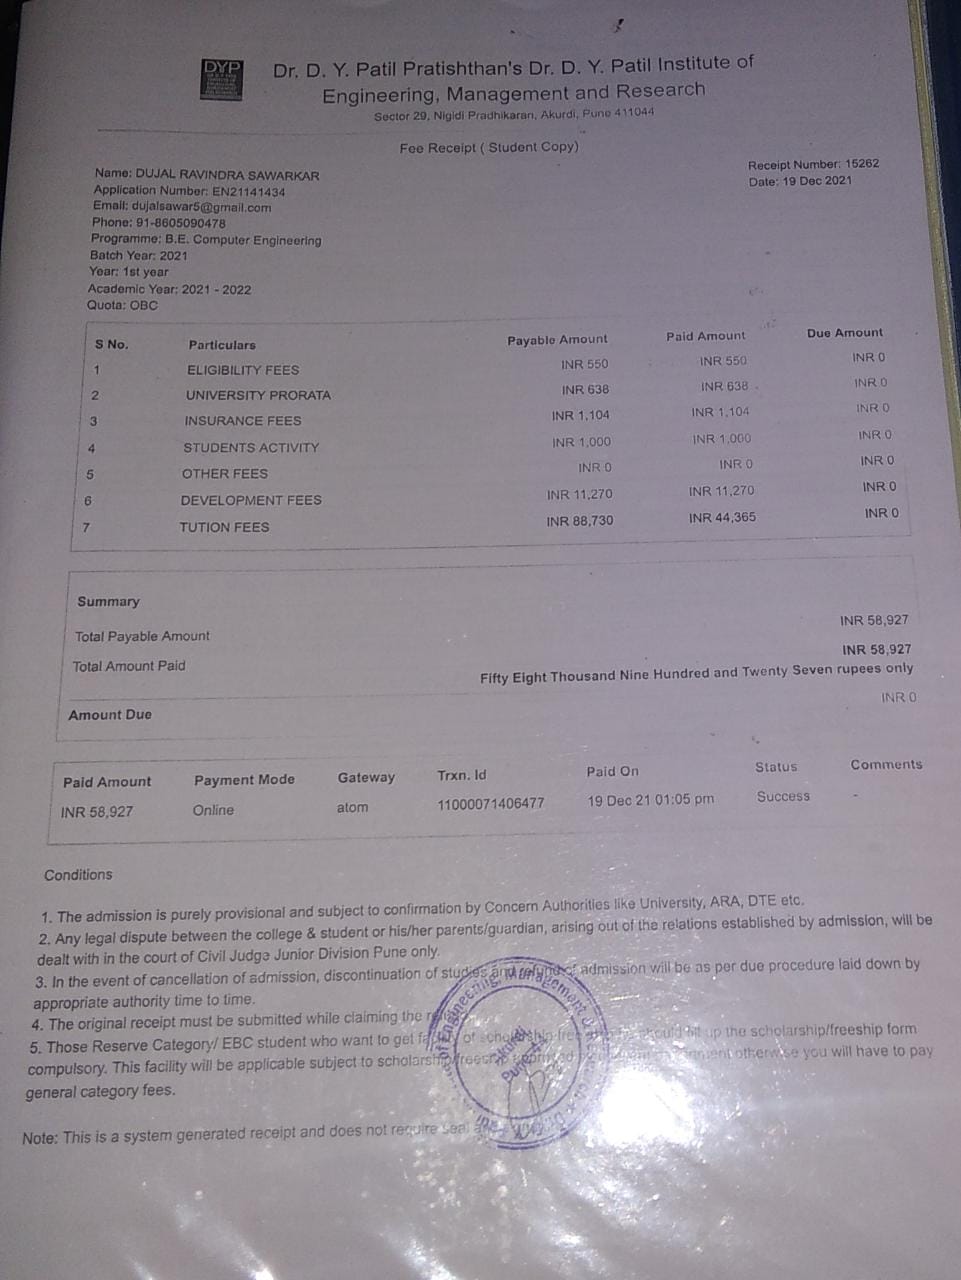 DYP
Dr. D. Y. Patil Pratishthan's Dr. D. Y. Patil Institute of
Engineering, Management and Research
Sector 29, Nigidi Pradhikaran, Akurdi, Pune 411044
Fee Receipt ( Student Copy)
Receipt Number: 15262
Date: 19 Dec 2021
Name: DUJAL RAVINDRA SAWARKAR
Application Number: EN21141434
Email: dujalsawar5@gmail.com
Phone: 91-8605090478
Programme: B.E. Computer Engineering
Batch Year: 2021
Year: 1st year
Academic Year: 2021 - 2022
Quota: OBC
S No. Particulars Payable Amount Paid Amount Due Amount
1 ELIGIBILITY FEES INR 550 INR 550 INR 0
2 UNIVERSITY PRORATA INR 638 INR 638 INR 0
3 INSURANCE FEES INR 1,104 INR 1,104 INR 0
4 STUDENTS ACTIVITY INR 1,000 INR 1,000 INR 0
5 OTHER FEES INR 0 INR 0 INR 0
6 DEVELOPMENT FEES INR 11,270 INR 11,270 INR 0
7 TUTION FEES INR 88,730 INR 44,365 INR 0
Summary
Total Payable Amount INR 58,927
Total Amount Paid INR 58,927
Fifty Eight Thousand Nine Hundred and Twenty Seven rupees only
Amount Due INR 0
Paid Amount Payment Mode Gateway Trxn. Id Paid On Status Comments
INR 58,927 Online atom 11000071406477 19 Dec 21 01:05 pm Success -
Conditions
1. The admission is purely provisional and subject to confirmation by Concern Authorities like University, ARA, DTE etc.
2. Any legal dispute between the college & student or his/her parents/guardian, arising out of the relations established by admission, will be
dealt with in the court of Civil Judge Junior Division Pune only.
3. In the event of cancellation of admission, discontinuation of studies and refund of admission will be as per due procedure laid down by
appropriate authority time to time.
4. The original receipt must be submitted while claiming the
5. Those Reserve Category/ EBC student who want to get of scholarship should fill up the scholarship/freeship form
compulsory. This facility will be applicable subject to otherwise you will have to pay
general category fees.
Note: This is a system generated receipt and does not require seal
of Engineering, Management
Pune